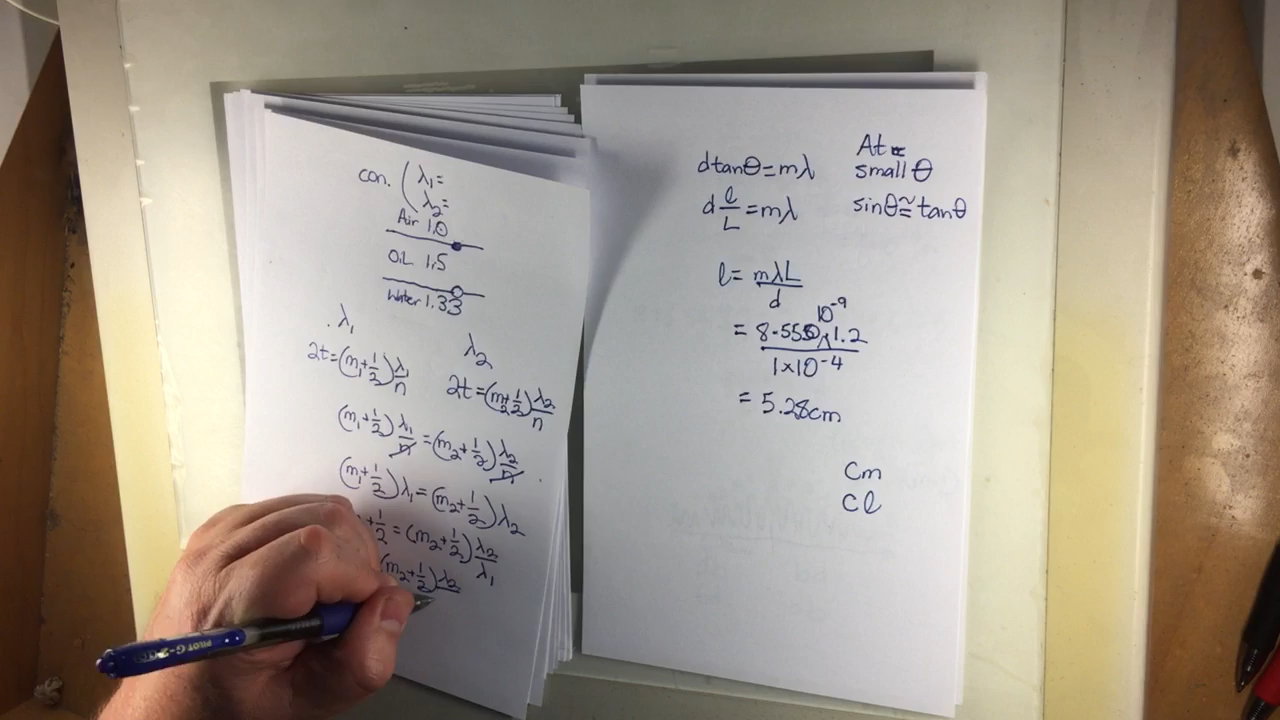 con. ( λ₁=
λ₂=
Air 1.0
OiL 1.5
Water 1.33
λ₁
2t=(m₁+1/2)λ₁/n
λ₂
2t=(m₂+1/2)λ₂/n
(m₁+1/2)λ₁/n=(m₂+1/2)λ₂/n
(m₁+1/2)λ₁=(m₂+1/2)λ₂
+1/2=(m₂+1/2)λ₂/λ₁
(m₂+1/2)λ₂
PILOT G-2
dtanθ=mλ
d l/L=mλ
At
small θ
sinθ≅tanθ
l=mλL/d
=8·550×10⁻⁹·1.2/1×10⁻⁴
=5.28cm
Cm
Cl